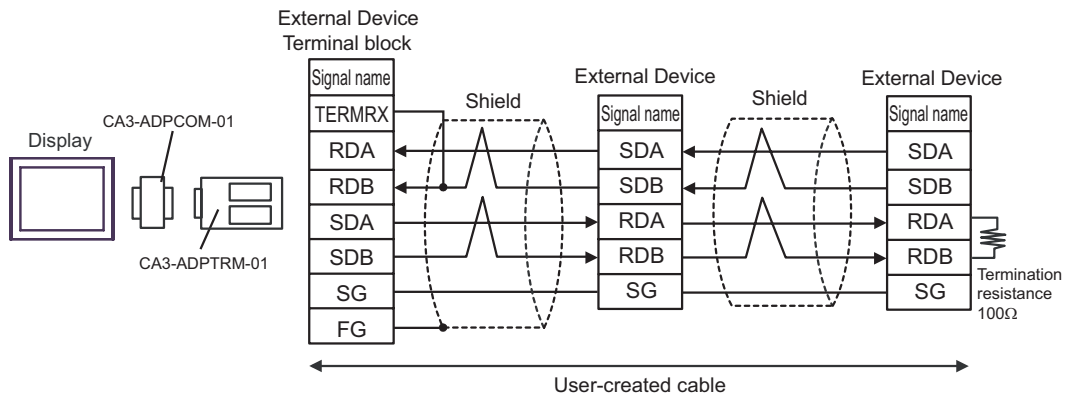 External Device
Terminal block
Signal name
TERMRX
RDA
RDB
SDA
SDB
SG
FG
Display
CA3-ADPCOM-01
CA3-ADPTRM-01
Shield
External Device
Signal name
SDA
SDB
RDA
RDB
SG
Shield
External Device
Signal name
SDA
SDB
RDA
RDB
SG
Termination
resistance
100Ω
User-created cable